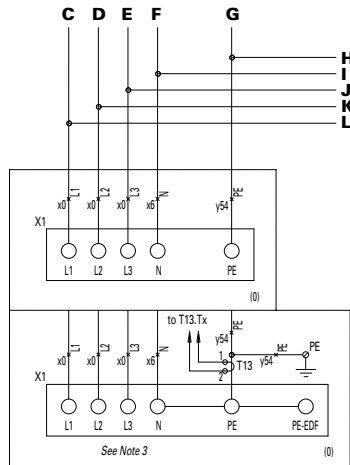 C D E F G
H
I
J
K
L
x0 L1 x0 L2 x0 L3 x6 N y54 PE
X1
L1 L2 L3 N PE
(0)
to T13.Tx
y54 PE
x0 L1 x0 L2 x0 L3 x6 N 1 T13 2 y54 PE PE
X1
L1 L2 L3 N PE PE-EDF
See Note 3 (0)